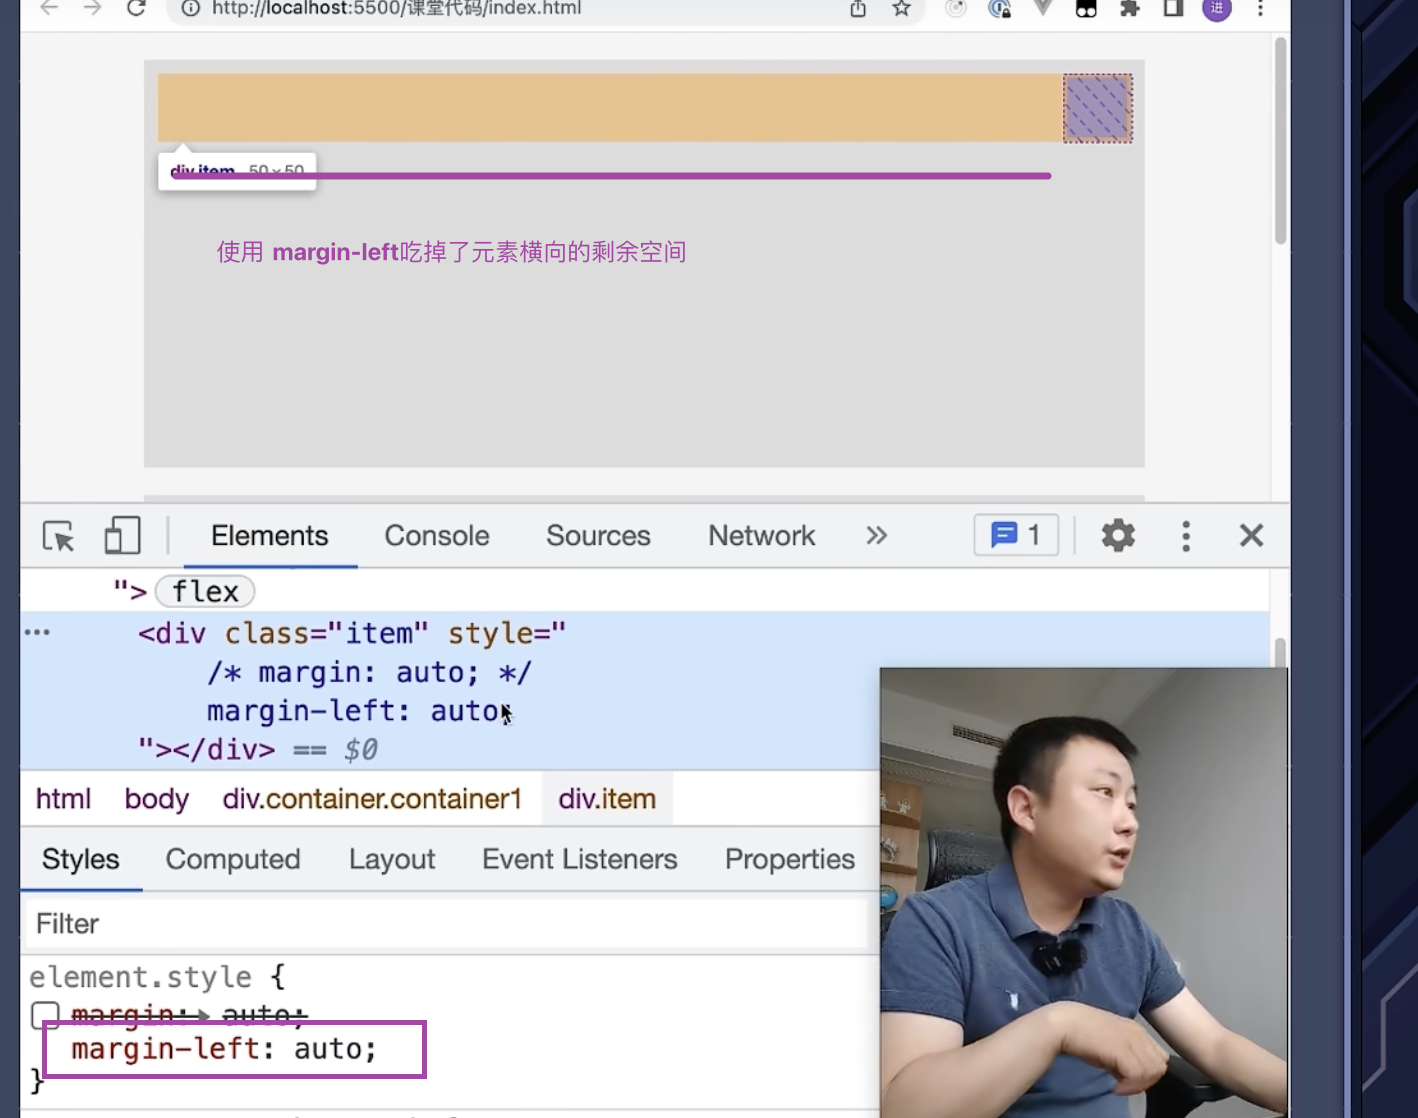 http://localhost:5500/课堂代码/index.html
进
div.item 50×50
使用 margin-left吃掉了元素横向的剩余空间
Elements Console Sources Network » 1
"> flex
··· <div class="item" style="
/* margin: auto; */
margin-left: auto;
"></div> == $0
html body div.container.container1 div.item
Styles Computed Layout Event Listeners Properties
Filter
element.style {
margin: auto;
margin-left: auto;
}